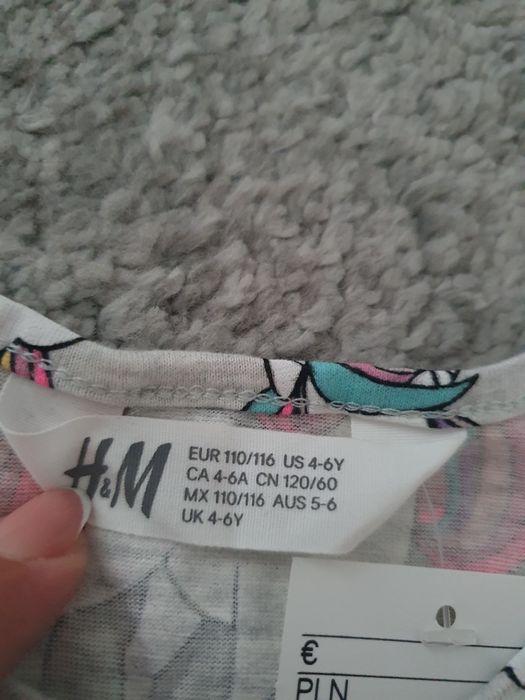 H&M
EUR 110/116 US 4-6Y
CA 4-6A CN 120/60
MX 110/116 AUS 5-6
UK 4-6Y
€
PLN